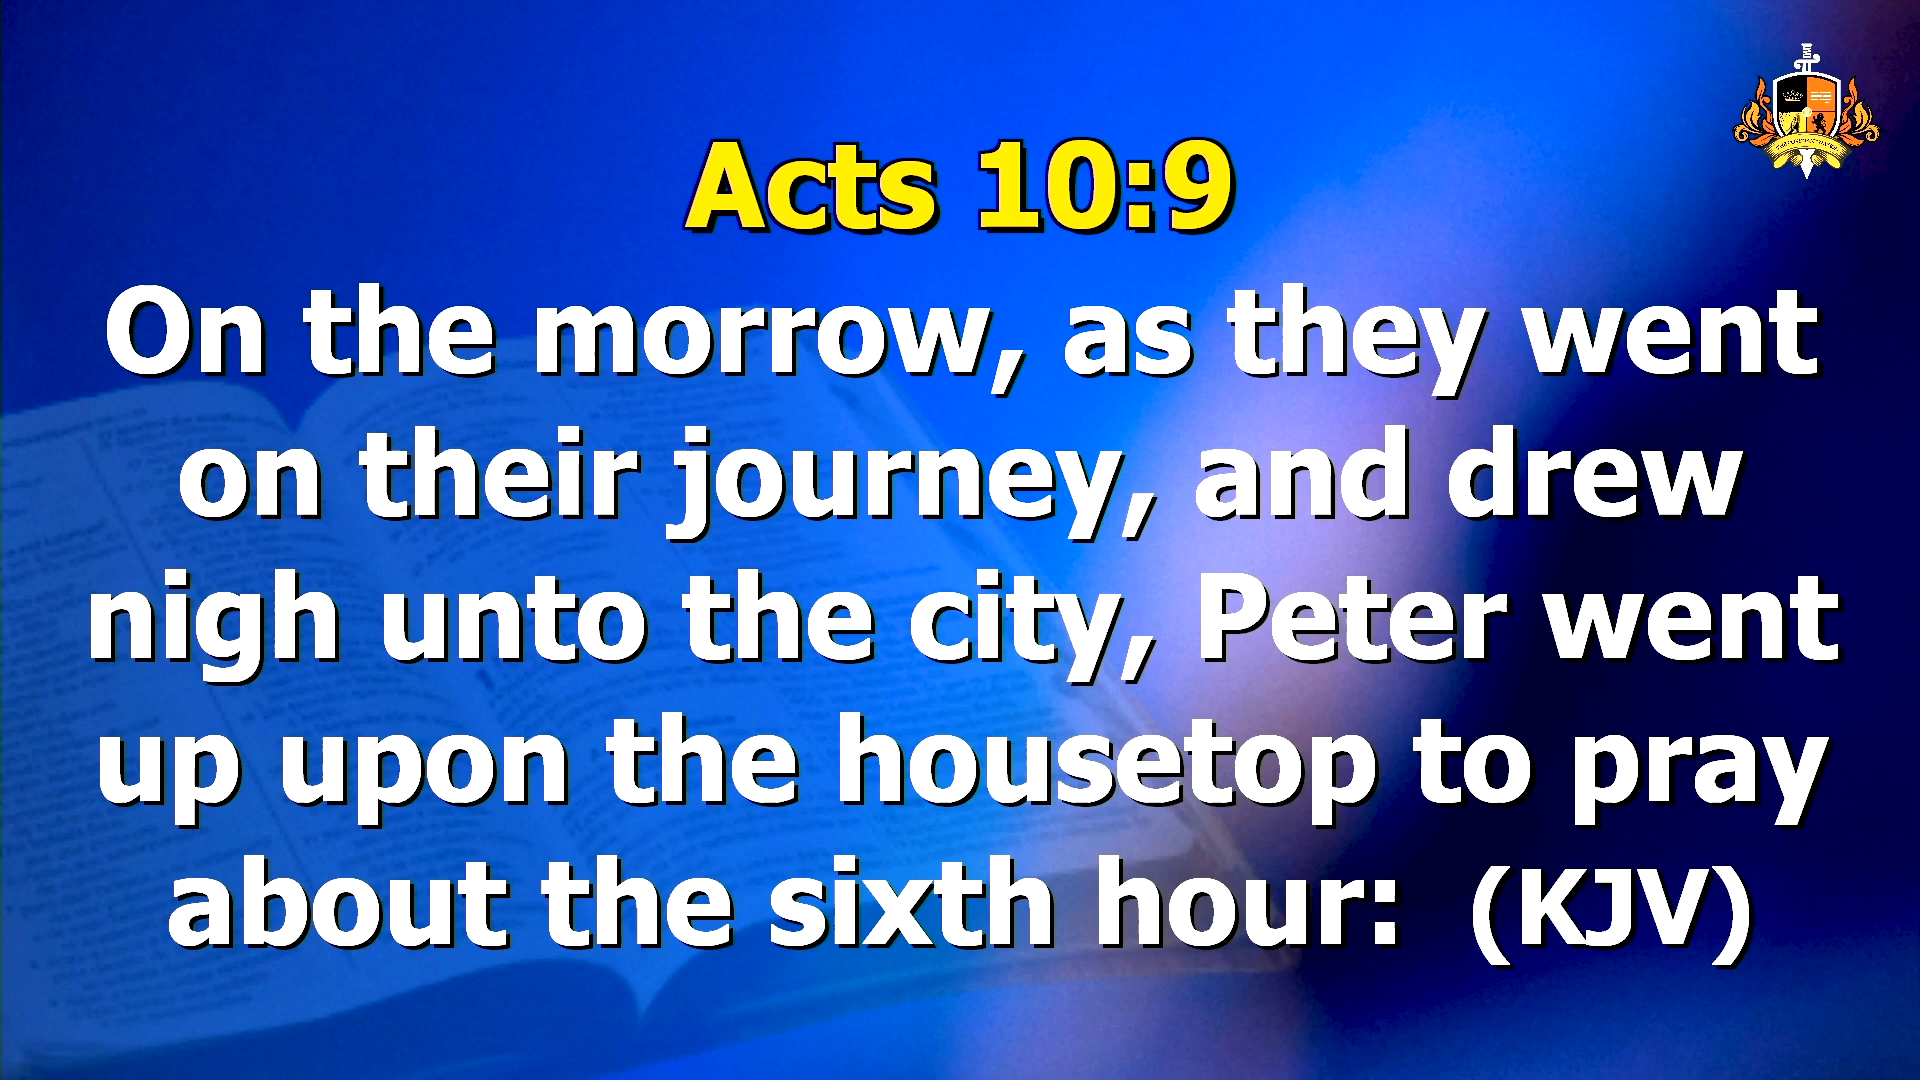 Acts 10:9
On the morrow, as they went
on their journey, and drew
nigh unto the city, Peter went
up upon the housetop to pray
about the sixth hour:  (KJV)